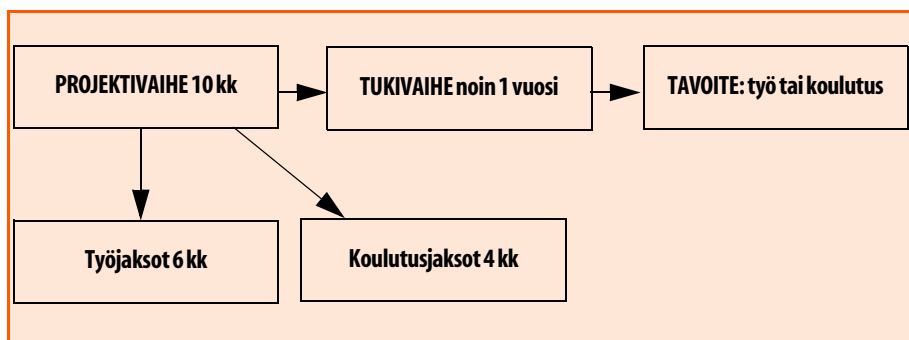 PROJEKTIVAIHE 10 kk
TUKIVAIHE noin 1 vuosi
TAVOITE: työ tai koulutus
Työjaksot 6 kk
Koulutusjaksot 4 kk